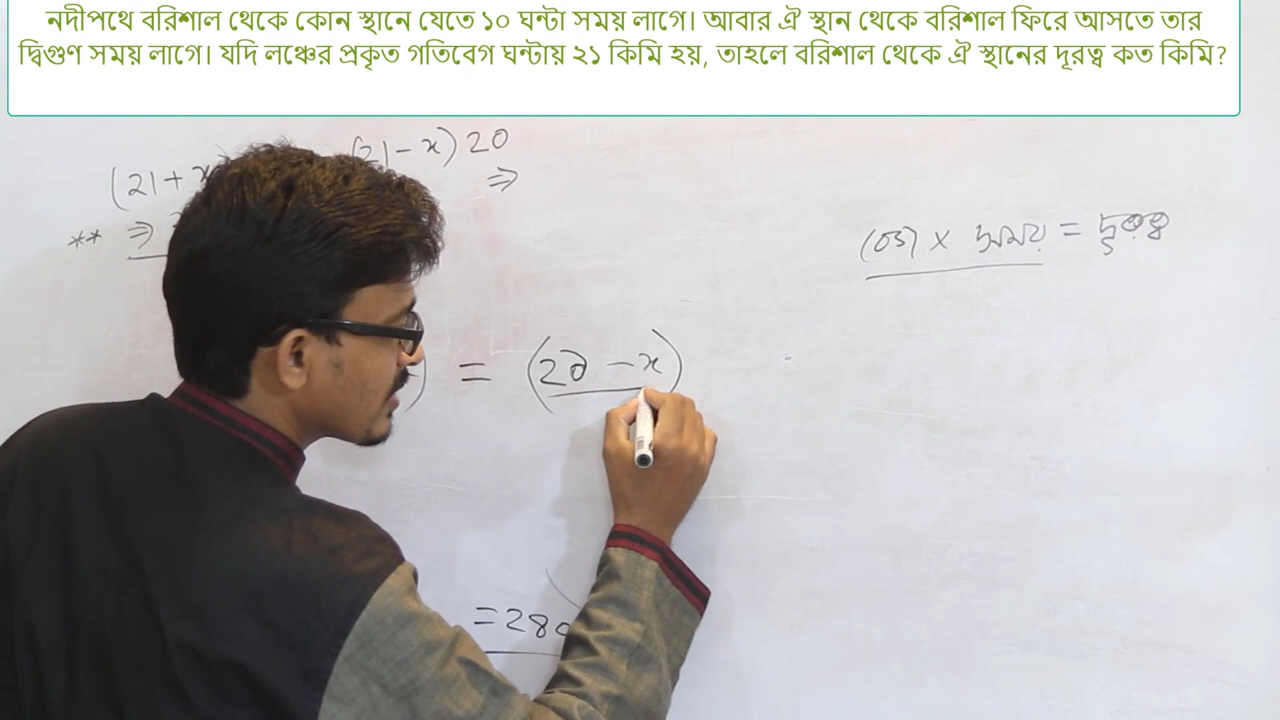 নদীপথে বরিশাল থেকে কোন স্থানে যেতে ১০ ঘন্টা সময় লাগে। আবার ঐ স্থান থেকে বরিশাল ফিরে আসতে তার
দ্বিগুণ সময় লাগে। যদি লঞ্চের প্রকৃত গতিবেগ ঘন্টায় ২১ কিমি হয়, তাহলে বরিশাল থেকে ঐ স্থানের দূরত্ব কত কিমি?
(21+x 21-x) 20
⇒
** ⇒
বেগ × সময় = দূরত্ব
) = (২১ -x)
=280